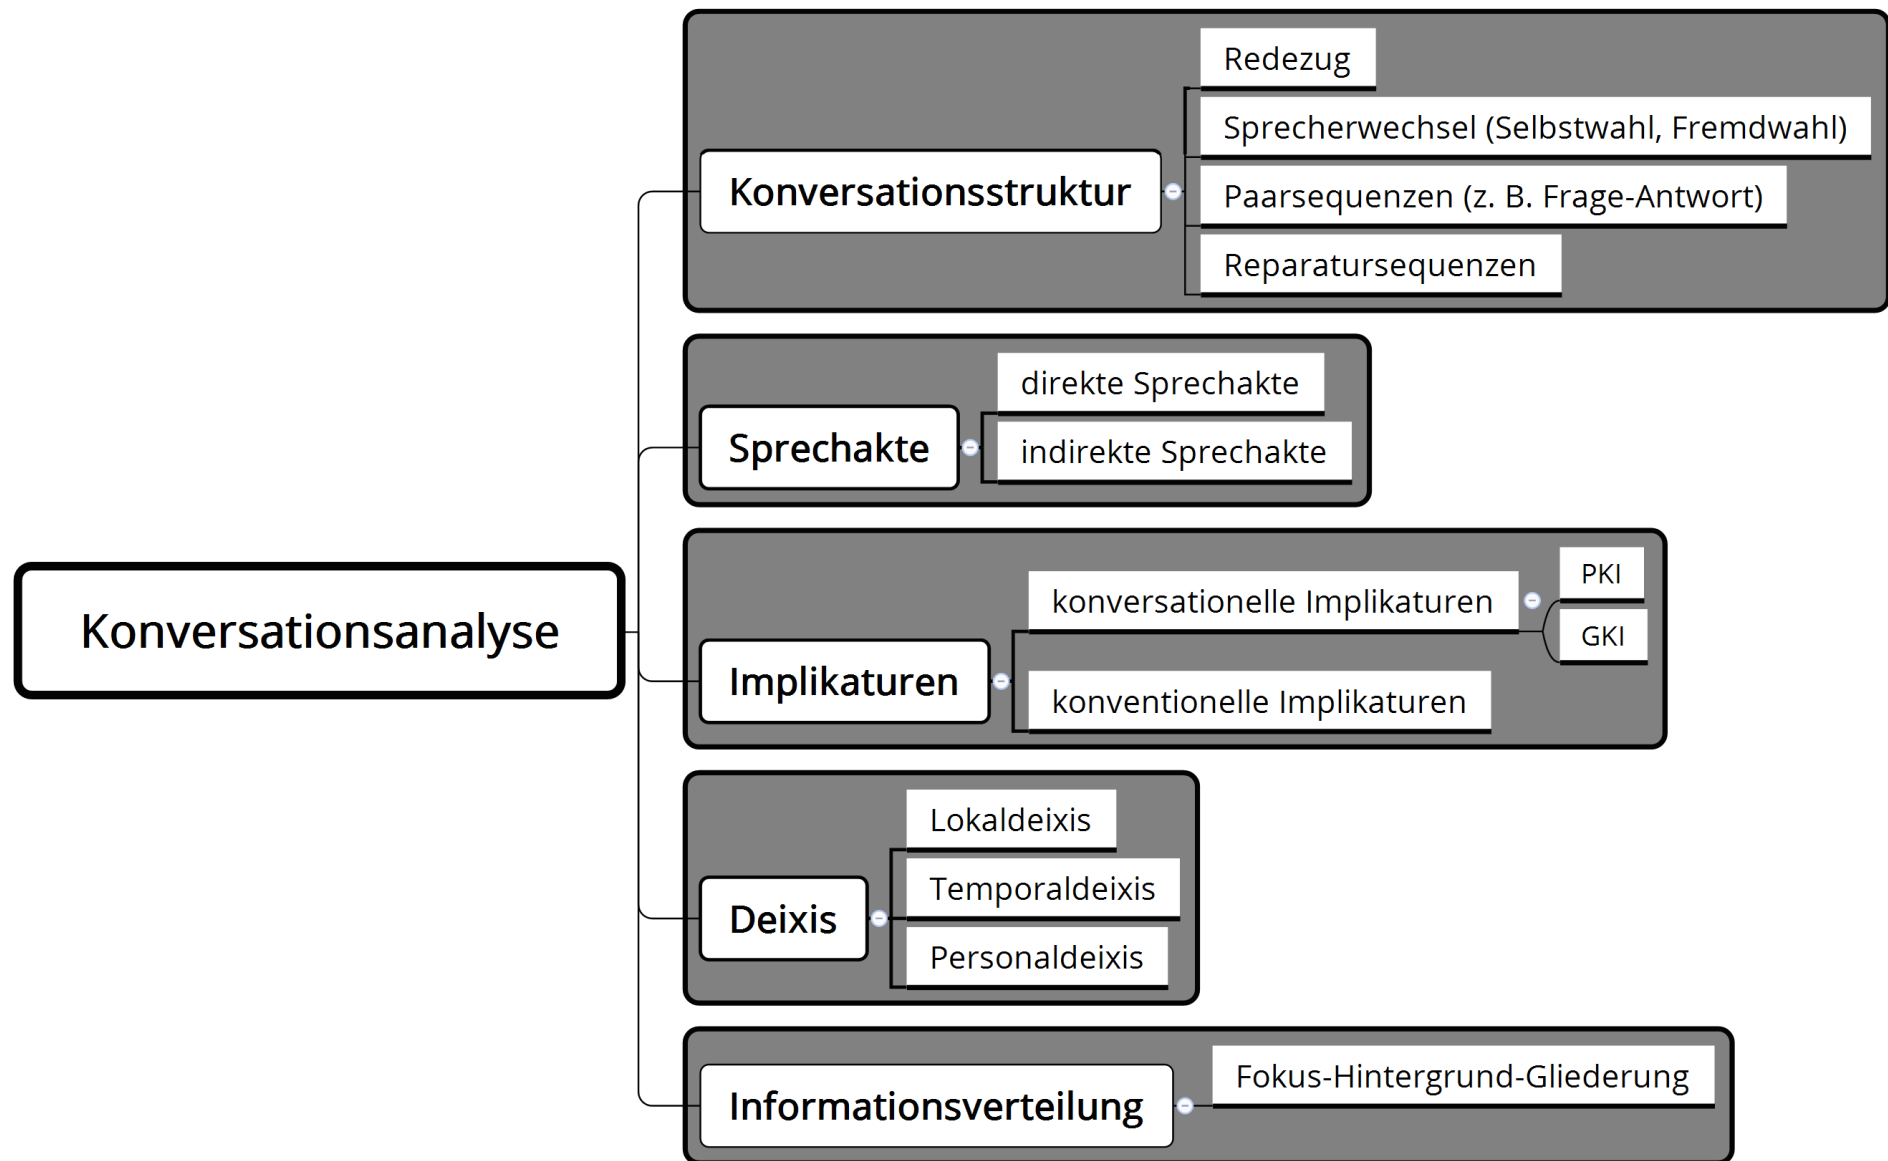 Konversationsanalyse
Konversationsstruktur
Redezug
Sprecherwechsel (Selbstwahl, Fremdwahl)
Paarsequenzen (z. B. Frage-Antwort)
Reparatursequenzen
Sprechakte
direkte Sprechakte
indirekte Sprechakte
Implikaturen
konversationelle Implikaturen
PKI
GKI
konventionelle Implikaturen
Deixis
Lokaldeixis
Temporaldeixis
Personaldeixis
Informationsverteilung
Fokus-Hintergrund-Gliederung